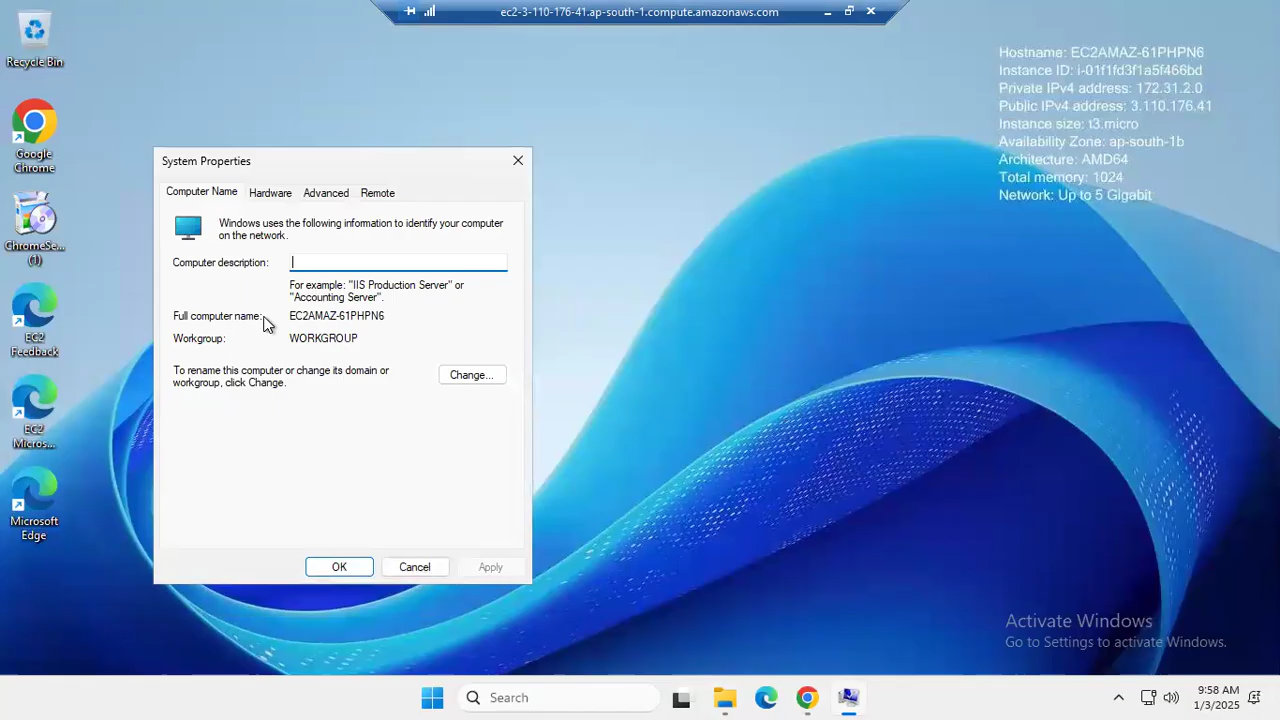 ec2-3-110-176-41.ap-south-1.compute.amazonaws.com
Recycle Bin
Google
Chrome
ChromeSe...
(1)
EC2
Feedback
EC2
Micros...
Microsoft
Edge
Hostname: EC2AMAZ-61PHPN6
Instance ID: i-01f1fd3f1a5f466bd
Private IPv4 address: 172.31.2.0
Public IPv4 address: 3.110.176.41
Instance size: t3.micro
Availability Zone: ap-south-1b
Architecture: AMD64
Total memory: 1024
Network: Up to 5 Gigabit
System Properties
Computer Name Hardware Advanced Remote
Windows uses the following information to identify your computer
on the network.
Computer description:
For example: "IIS Production Server" or
"Accounting Server".
Full computer name: EC2AMAZ-61PHPN6
Workgroup: WORKGROUP
To rename this computer or change its domain or
workgroup, click Change.
Change...
OK Cancel Apply
Activate Windows
Go to Settings to activate Windows.
Search
9:58 AM
1/3/2025